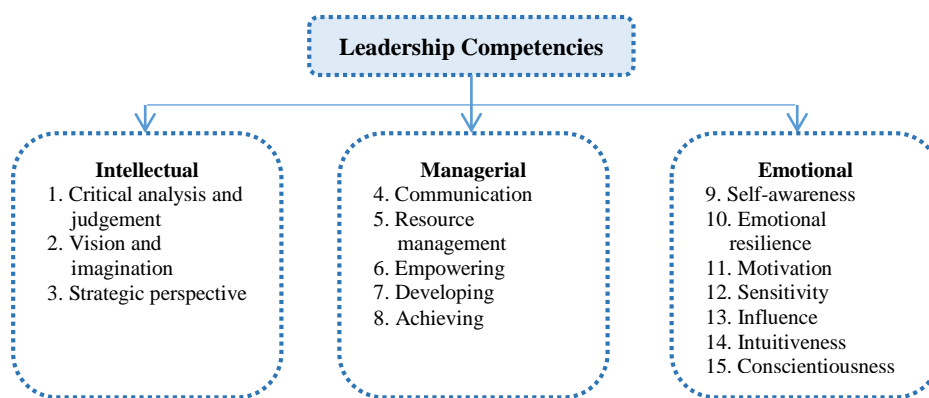 Leadership Competencies
Intellectual
1. Critical analysis and
judgement
2. Vision and
imagination
3. Strategic perspective
Managerial
4. Communication
5. Resource
management
6. Empowering
7. Developing
8. Achieving
Emotional
9. Self-awareness
10. Emotional
resilience
11. Motivation
12. Sensitivity
13. Influence
14. Intuitiveness
15. Conscientiousness